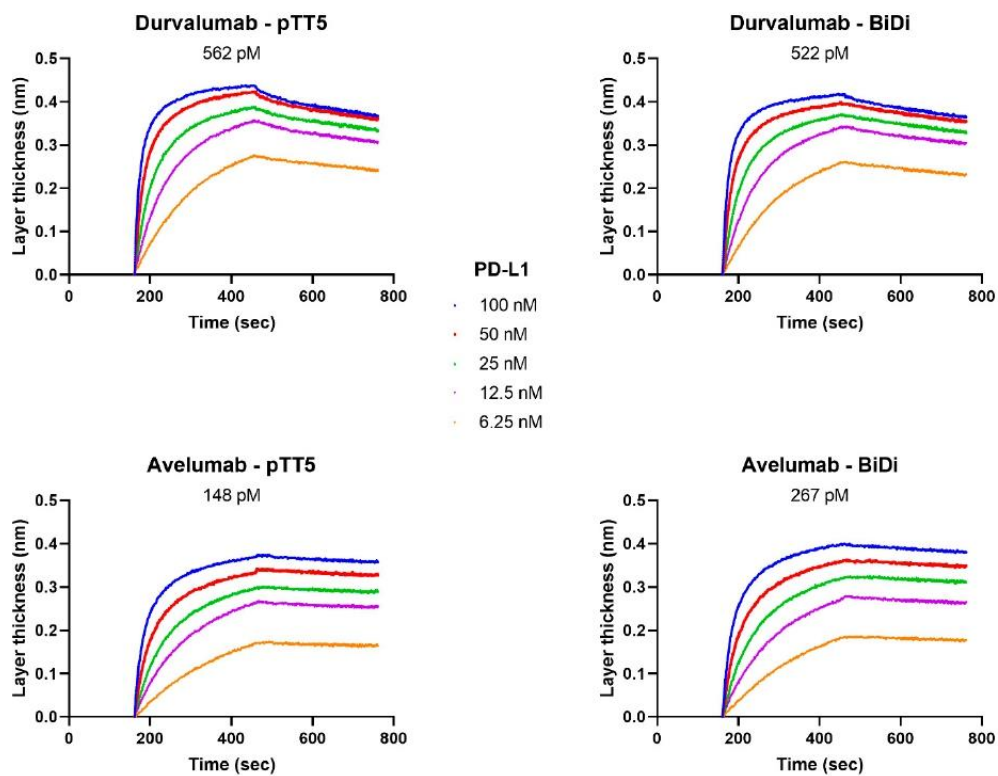 Durvalumab - pTT5
562 pM
0.5
0.4
0.3
0.2
0.1
0.0
Layer thickness (nm)
0
200
400
600
800
Time (sec)
Durvalumab - BiDi
522 pM
0.5
0.4
0.3
0.2
0.1
0.0
Layer thickness (nm)
0
200
400
600
800
Time (sec)
PD-L1
100 nM
50 nM
25 nM
12.5 nM
6.25 nM
Avelumab - pTT5
148 pM
0.5
0.4
0.3
0.2
0.1
0.0
Layer thickness (nm)
0
200
400
600
800
Time (sec)
Avelumab - BiDi
267 pM
0.5
0.4
0.3
0.2
0.1
0.0
Layer thickness (nm)
0
200
400
600
800
Time (sec)